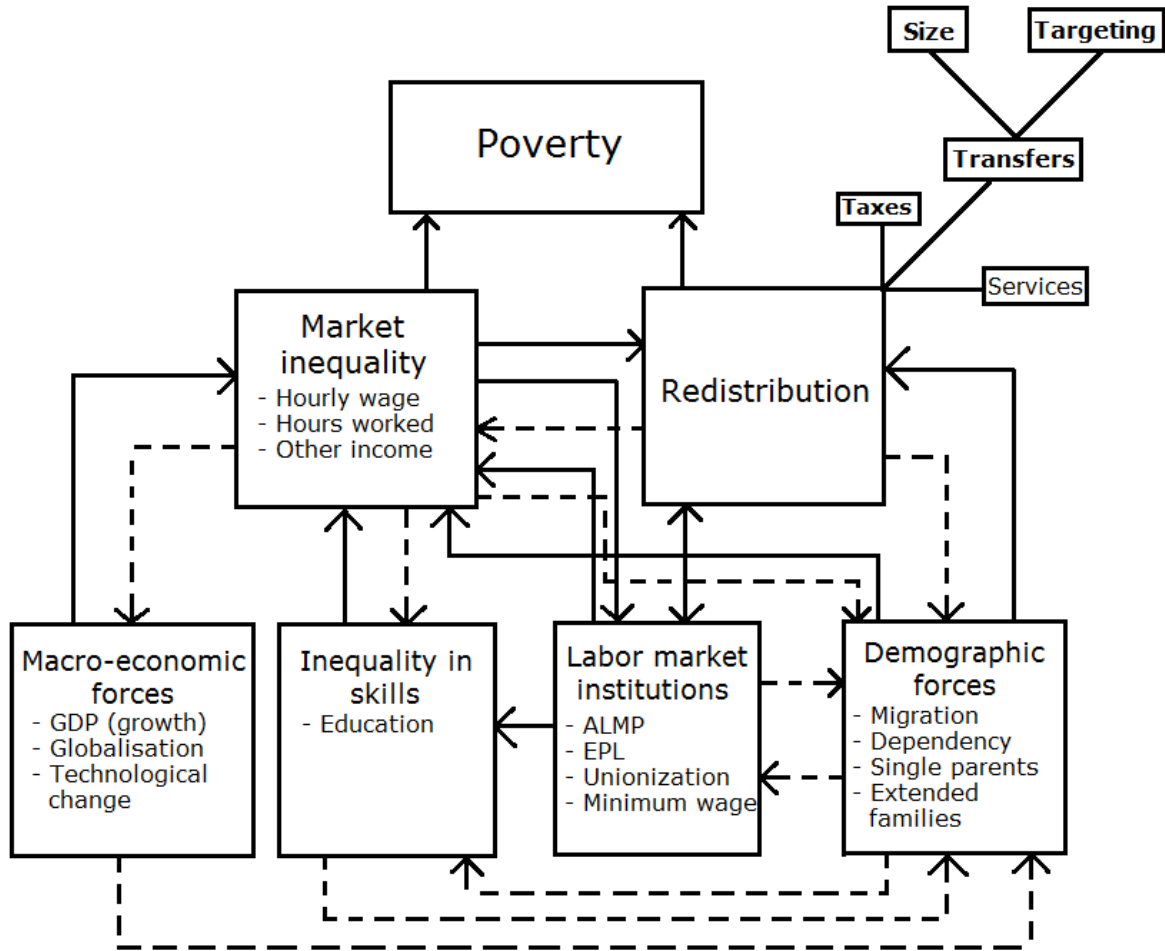 Size
Targeting
Poverty
Transfers
Taxes
Services
Market
inequality
- Hourly wage
- Hours worked
- Other income
Redistribution
Macro-economic
forces
- GDP (growth)
- Globalisation
- Technological
change
Inequality in
skills
- Education
Labor market
institutions
- ALMP
- EPL
- Unionization
- Minimum wage
Demographic
forces
- Migration
- Dependency
- Single parents
- Extended
families